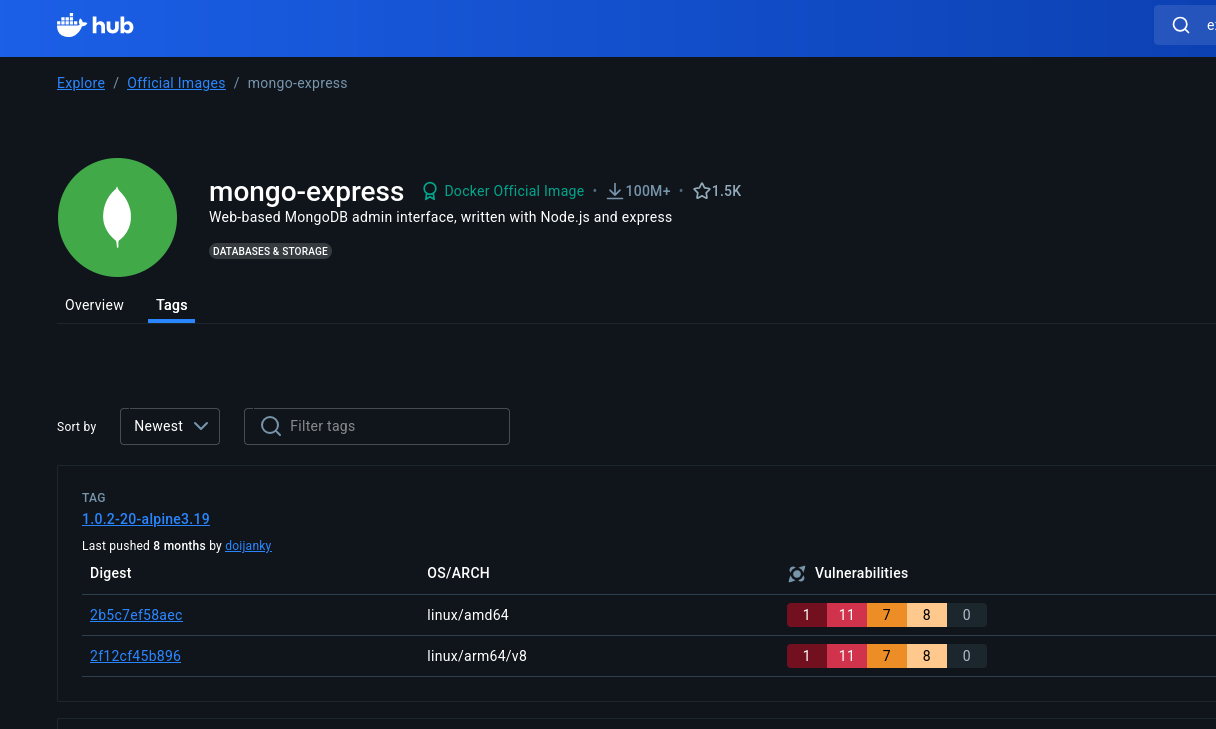 hub
Explore / Official Images / mongo-express
mongo-express Docker Official Image • 100M+ • 1.5K
Web-based MongoDB admin interface, written with Node.js and express
DATABASES & STORAGE
Overview Tags
Sort by Newest Filter tags
TAG
1.0.2-20-alpine3.19
Last pushed 8 months by doijanky
Digest OS/ARCH Vulnerabilities
2b5c7ef58aec linux/amd64 1 11 7 8 0
2f12cf45b896 linux/arm64/v8 1 11 7 8 0